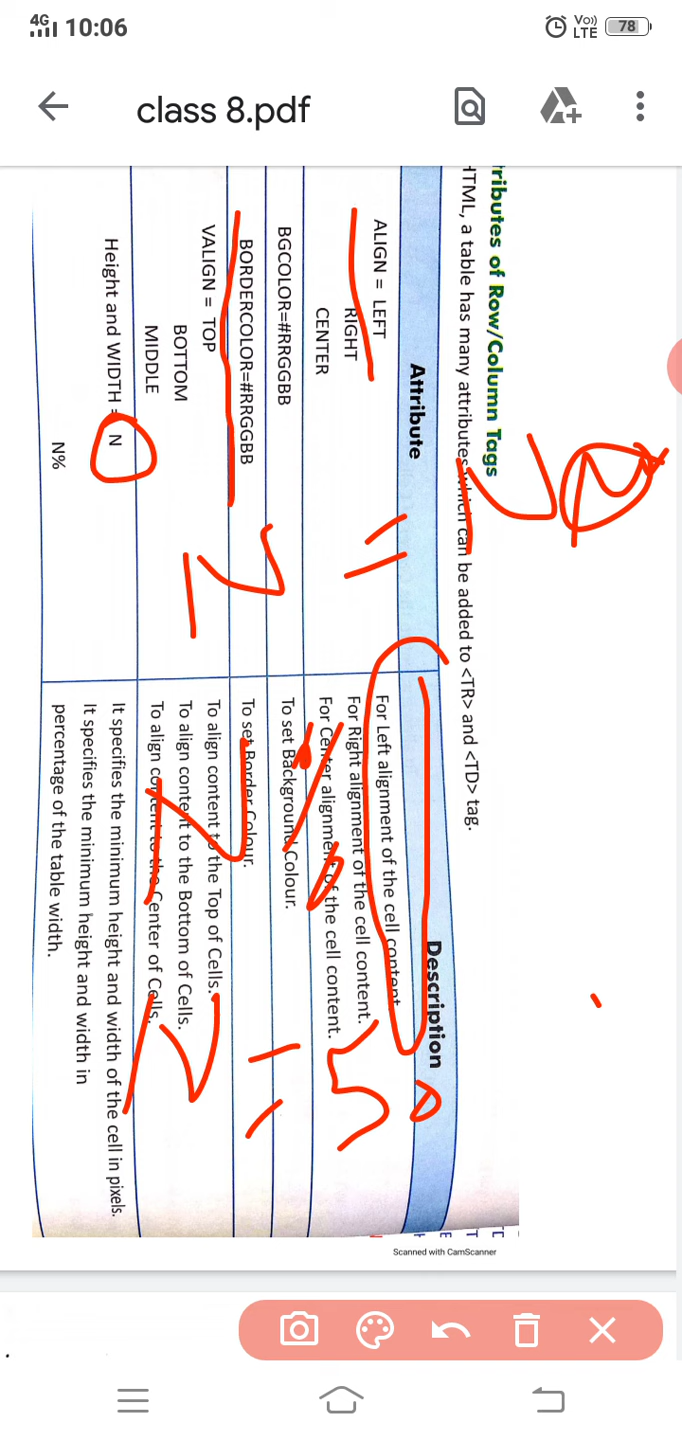 4G 10:06 Vo)) LTE 78
class 8.pdf
tributes of Row/Column Tags
HTML, a table has many attributes which can be added to <TR> and <TD> tag.
Attribute Description
ALIGN = LEFT For Left alignment of the cell content.
RIGHT For Right alignment of the cell content.
CENTER For Center alignment of the cell content.
BGCOLOR=#RRGGBB To set Background Colour.
BORDERCOLOR=#RRGGBB To set Border Colour.
VALIGN = TOP To align content to the Top of Cells.
BOTTOM To align content to the Bottom of Cells.
MIDDLE To align content to the Center of Cells.
Height and WIDTH = N It specifies the minimum height and width of the cell in pixels.
N% It specifies the minimum height and width in
percentage of the table width.
Scanned with CamScanner